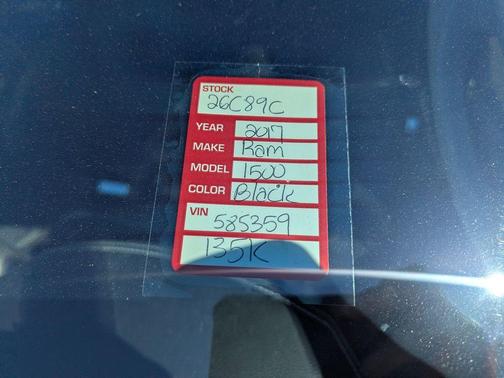 STOCK
26C89C
YEAR 2017
MAKE Ram
MODEL 1500
COLOR Black
VIN
585359
135K